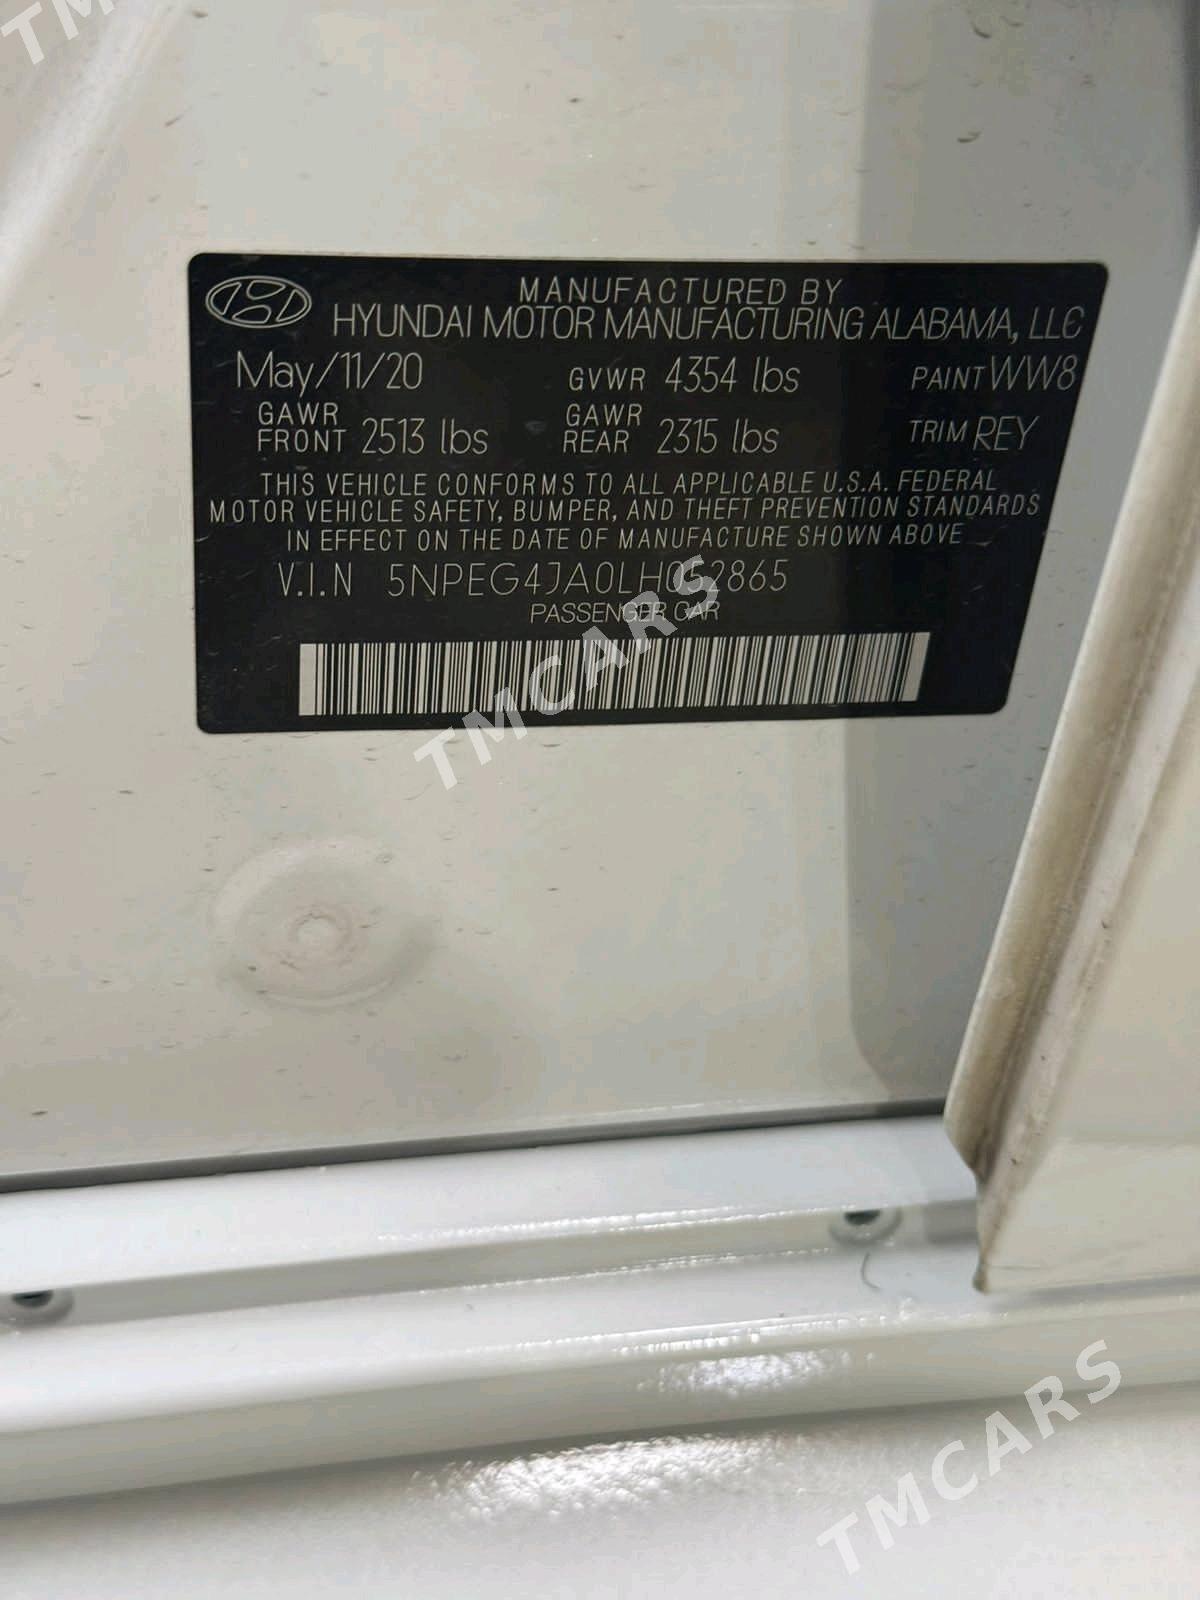 TMCARS
MANUFACTURED BY
HYUNDAI MOTOR MANUFACTURING ALABAMA, LLC
May/11/20 GVWR 4354 lbs PAINT WW8
GAWR FRONT 2513 lbs GAWR REAR 2315 lbs TRIM REY
THIS VEHICLE CONFORMS TO ALL APPLICABLE U.S.A. FEDERAL
MOTOR VEHICLE SAFETY, BUMPER, AND THEFT PREVENTION STANDARDS
IN EFFECT ON THE DATE OF MANUFACTURE SHOWN ABOVE
V.I.N 5NPEG4JA0LH052865
PASSENGER CAR
TMCARS
TMCARS